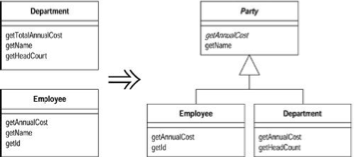 Department
getTotalAnnualCost
getName
getHeadCount
Employee
getAnnualCost
getName
getId
Party
getAnnualCost
getName
Employee
getAnnualCost
getId
Department
getAnnualCost
getHeadCount